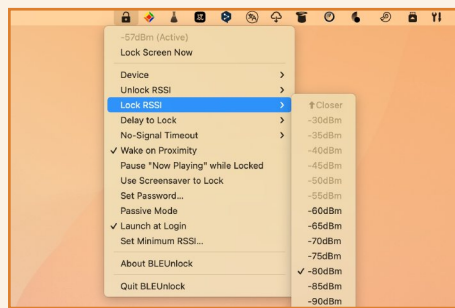 -57dBm (Active)
Lock Screen Now
Device
Unlock RSSI
Lock RSSI
Delay to Lock
No-Signal Timeout
✓ Wake on Proximity
Pause "Now Playing" while Locked
Use Screensaver to Lock
Set Password...
Passive Mode
✓ Launch at Login
Set Minimum RSSI...
About BLEUnlock
Quit BLEUnlock
Closer
-30dBm
-35dBm
-40dBm
-45dBm
-50dBm
-55dBm
-60dBm
-65dBm
-70dBm
-75dBm
✓ -80dBm
-85dBm
-90dBm